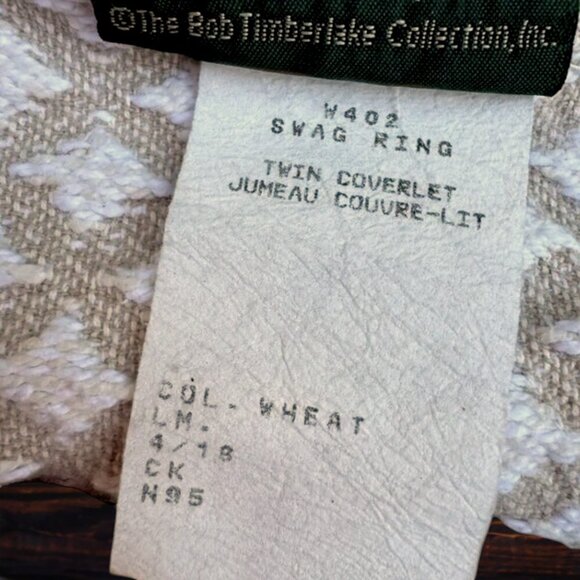 ©The Bob Timberlake Collection, Inc.
W402
SWAG RING
TWIN COVERLET
JUMEAU COUVRE-LIT
COL. WHEAT
LM.
4/18
CK
N95